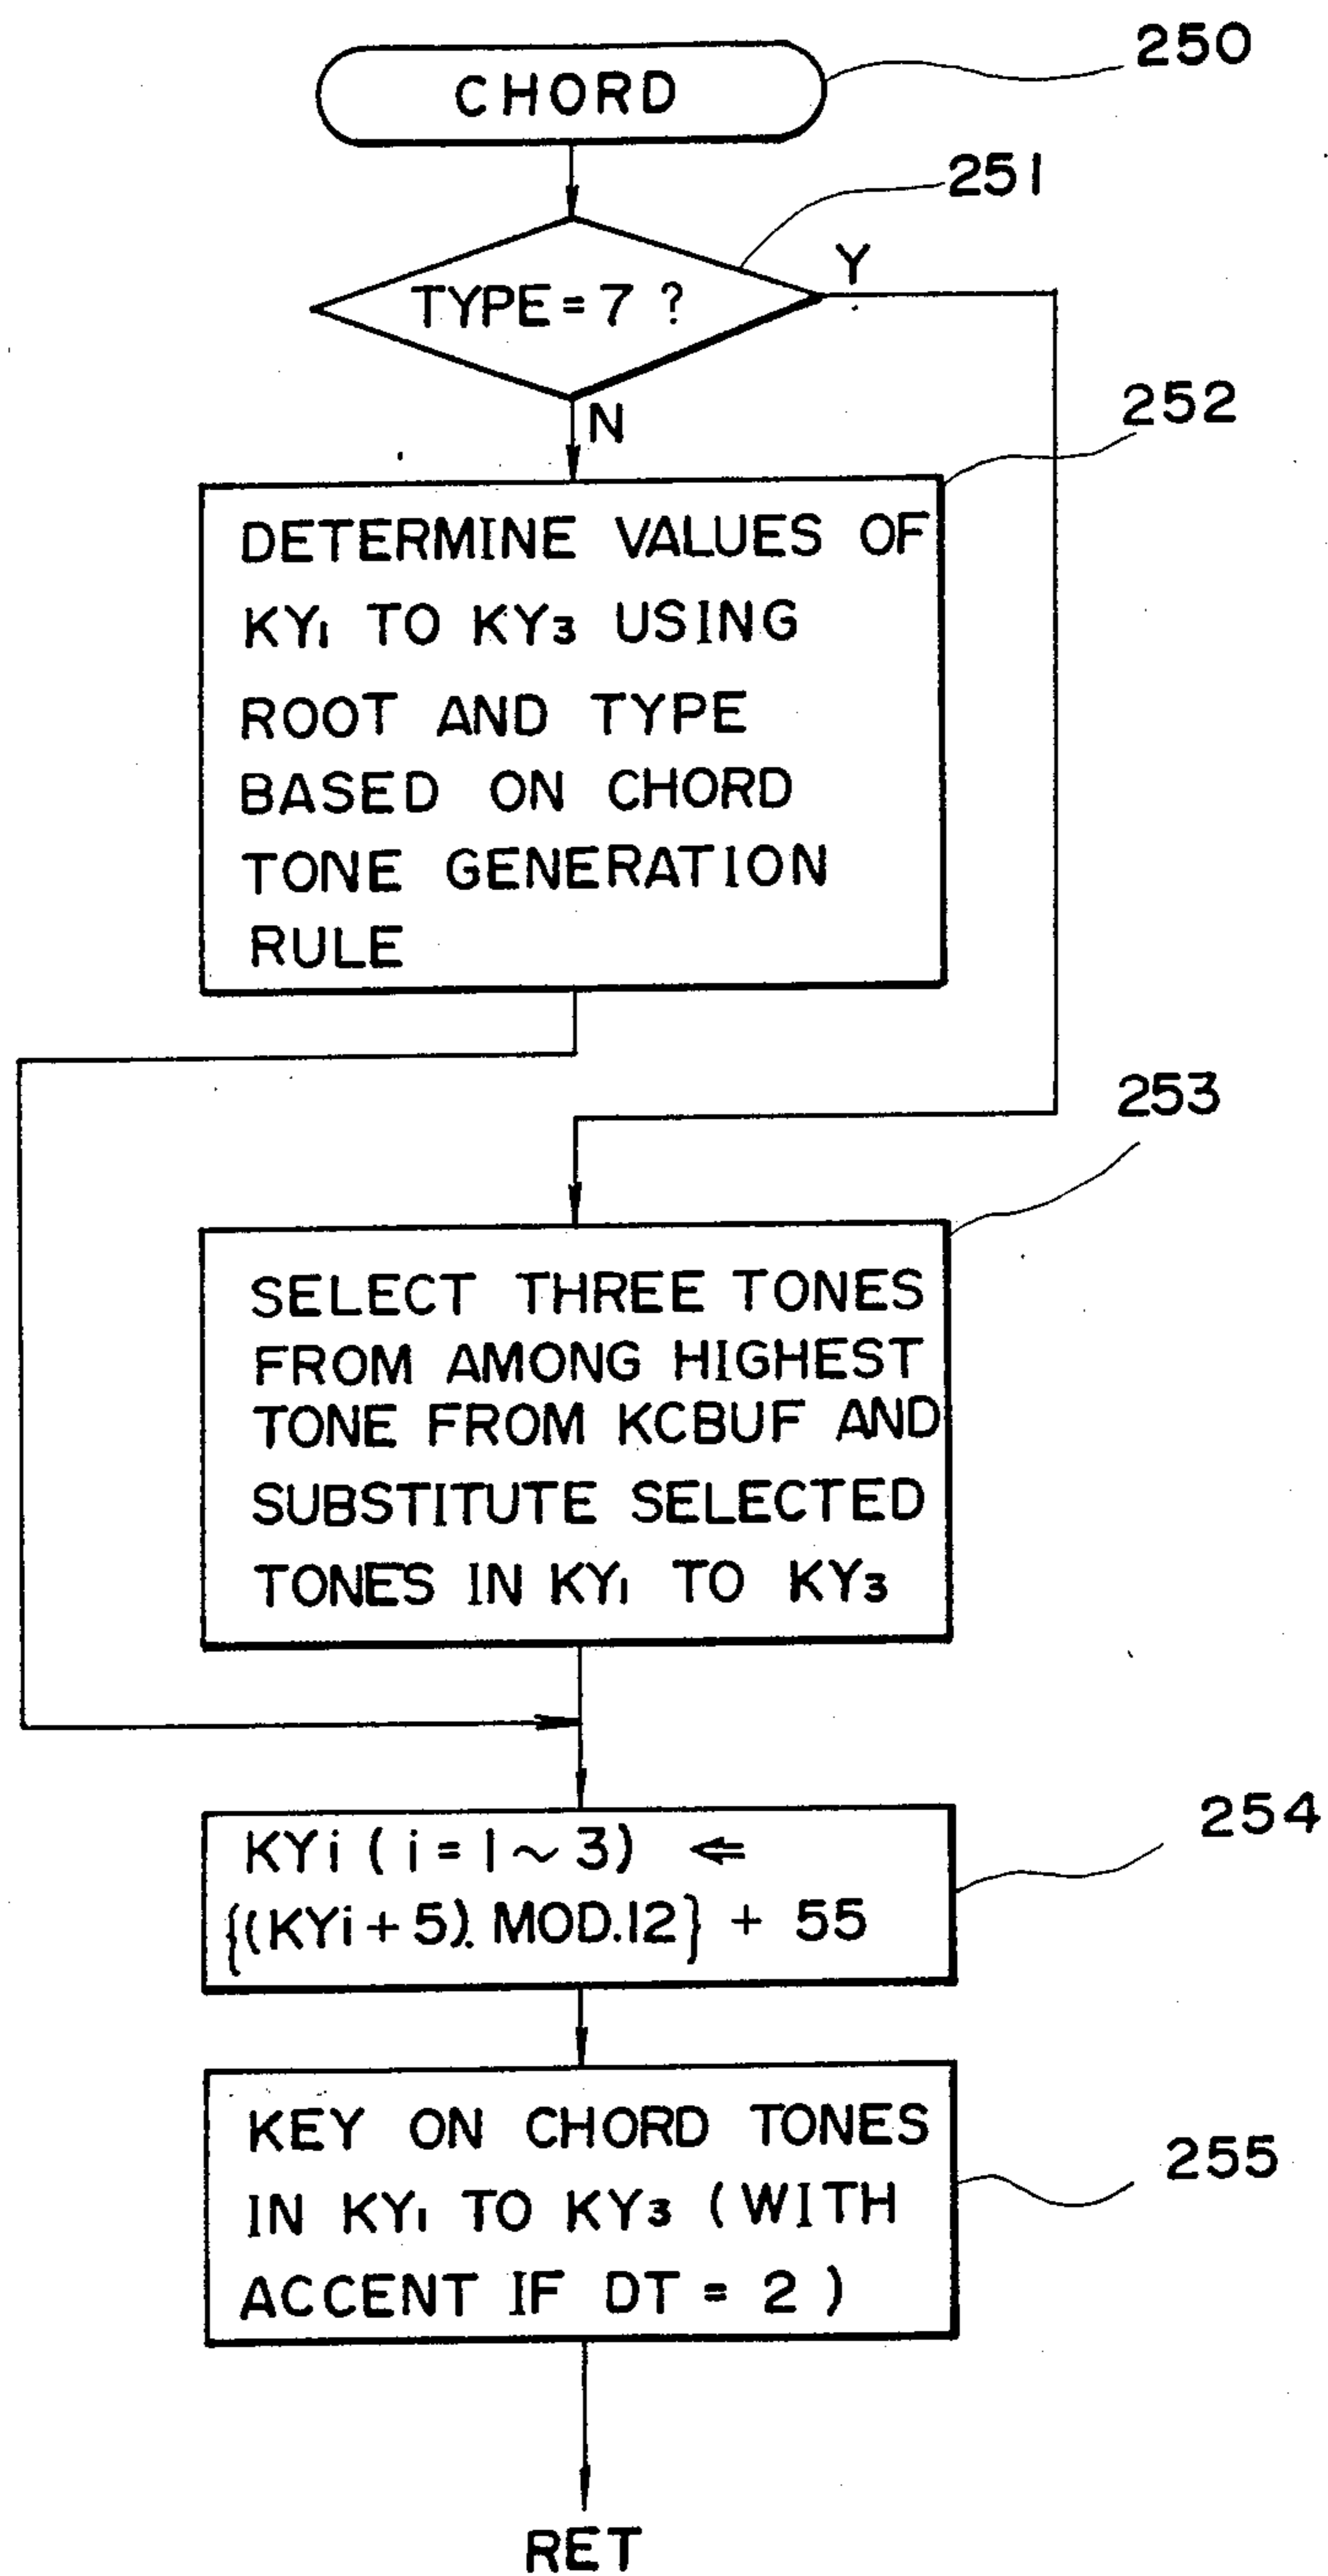 250
CHORD
251
TYPE = 7 ?
Y
N
252
DETERMINE VALUES OF
KY₁ TO KY₃ USING
ROOT AND TYPE
BASED ON CHORD
TONE GENERATION
RULE
253
SELECT THREE TONES
FROM AMONG HIGHEST
TONE FROM KCBUF AND
SUBSTITUTE SELECTED
TONES IN KY₁ TO KY₃
254
KYi ( i = 1 ~ 3 ) ⇐
{(KYi + 5). MOD.12} + 55
255
KEY ON CHORD TONES
IN KY₁ TO KY₃ ( WITH
ACCENT IF DT = 2 )
RET